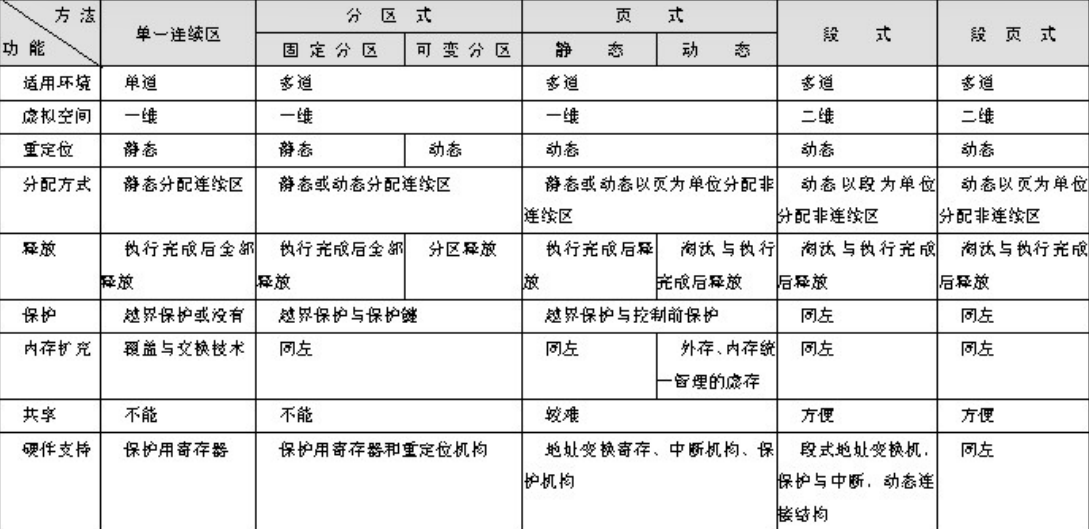 方 法
功 能
单一连续区
分 区 式
页 式
段 式
段 页 式
固 定 分 区
可 变 分 区
静 态
动 态
适用环境 单道 多道 多道 多道 多道
虚拟空间 一维 一维 一维 二维 二维
重定位 静态 静态 动态 动态 动态 动态
分配方式 静态分配连续区 静态或动态分配连续区 静态或动态以页为单位分配非 动态以段为单位 动态以页为单位
连续区 分配非连续区 分配非连续区
释放 执行完成后全部 执行完成后全部 分区释放 执行完成后释 淘汰与执行 淘汰与执行完成 淘汰与执行完成
释放 释放 放 完成后释放 后释放 后释放
保护 越界保护或没有 越界保护与保护键 越界保护与控制前保护 同左 同左
内存扩充 覆盖与交换技术 同左 同左 外存、内存统 同左 同左
一管理的虚存
共享 不能 不能 较难 方便 方便
硬件支持 保护用寄存器 保护用寄存器和重定位机构 地址变换寄存、中断机构、保 段式地址变换机, 同左
护机构 保护与中断, 动态连
接结构